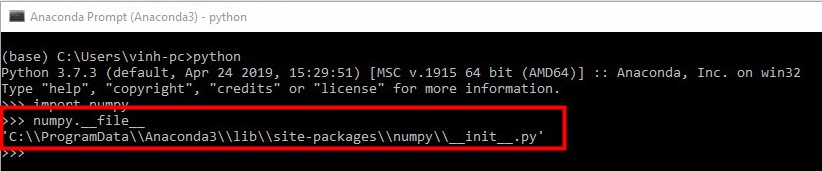 Anaconda Prompt (Anaconda3) - python
(base) C:\Users\vinh-pc>python
Python 3.7.3 (default, Apr 24 2019, 15:29:51) [MSC v.1915 64 bit (AMD64)] :: Anaconda, Inc. on win32
Type "help", "copyright", "credits" or "license" for more information.
>>> import numpy
>>> numpy.__file__
'C:\\ProgramData\\Anaconda3\\lib\\site-packages\\numpy\\__init__.py'
>>>